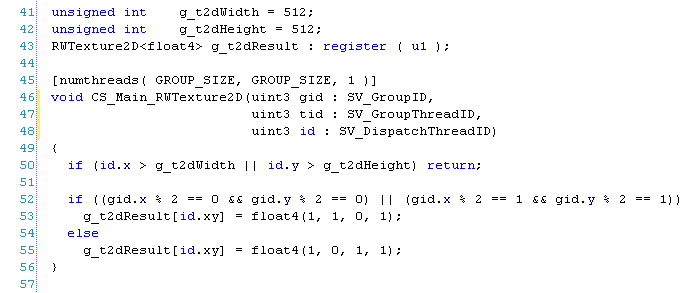 41 unsigned int    g_t2dWidth = 512;
42 unsigned int    g_t2dHeight = 512;
43 RWTexture2D<float4> g_t2dResult : register ( u1 );
44
45 [numthreads( GROUP_SIZE, GROUP_SIZE, 1 )]
46 void CS_Main_RWTexture2D(uint3 gid : SV_GroupID,
47                          uint3 tid : SV_GroupThreadID,
48                          uint3 id : SV_DispatchThreadID)
49 {
50   if (id.x > g_t2dWidth || id.y > g_t2dHeight) return;
51
52   if ((gid.x % 2 == 0 && gid.y % 2 == 0) || (gid.x % 2 == 1 && gid.y % 2 == 1))
53     g_t2dResult[id.xy] = float4(1, 1, 0, 1);
54   else
55     g_t2dResult[id.xy] = float4(1, 0, 1, 1);
56 }
57